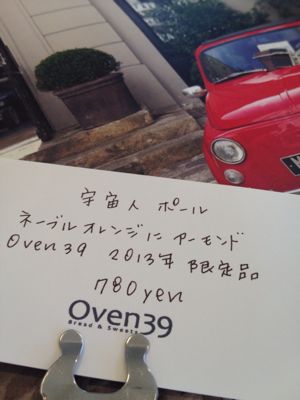 宇宙人 ポール
ネーブルオレンジに アーモンド
Oven39 2013年 限定品
780yen
Oven39
Bread & Sweets